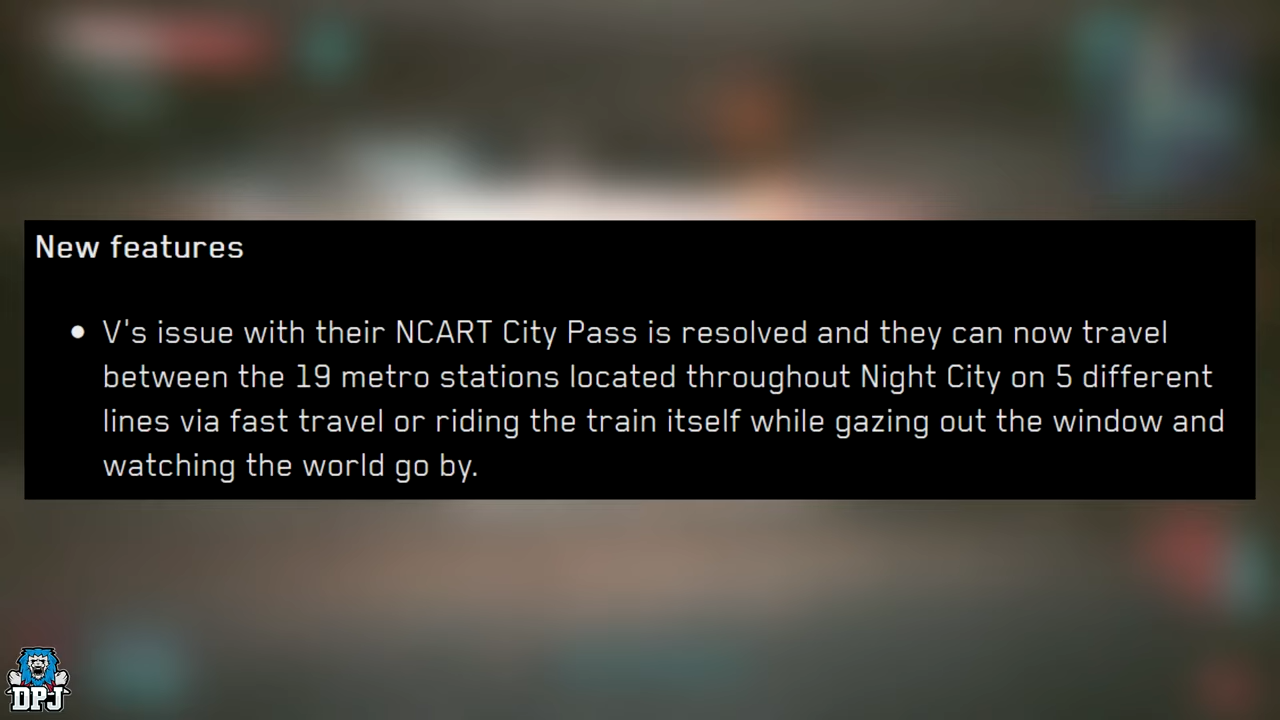 New features
• V's issue with their NCART City Pass is resolved and they can now travel
between the 19 metro stations located throughout Night City on 5 different
lines via fast travel or riding the train itself while gazing out the window and
watching the world go by.
DPJ